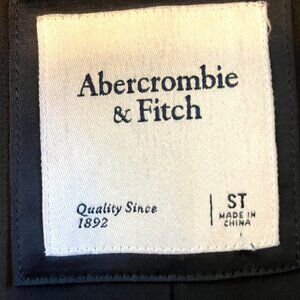 Abercrombie
& Fitch
Quality Since
1892
ST
MADE IN
CHINA